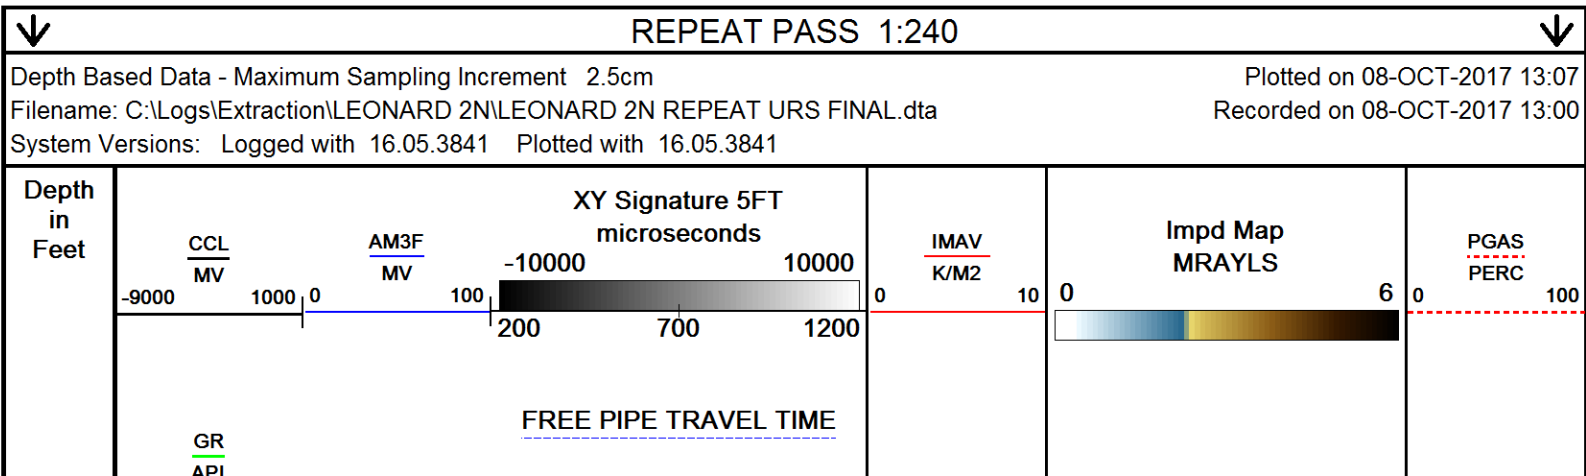 REPEAT PASS 1:240
Depth Based Data - Maximum Sampling Increment 2.5cm
Plotted on 08-OCT-2017 13:07
Filename: C:\Logs\Extraction\LEONARD 2N\LEONARD 2N REPEAT URS FINAL.dta
Recorded on 08-OCT-2017 13:00
System Versions: Logged with 16.05.3841 Plotted with 16.05.3841
Depth
in
Feet
CCL
MV
-9000 1000
AM3F
MV
0 100
XY Signature 5FT
microseconds
-10000 10000
200 700 1200
IMAV
K/M2
0 10
Impd Map
MRAYLS
0 6
PGAS
PERC
0 100
FREE PIPE TRAVEL TIME
GR
API